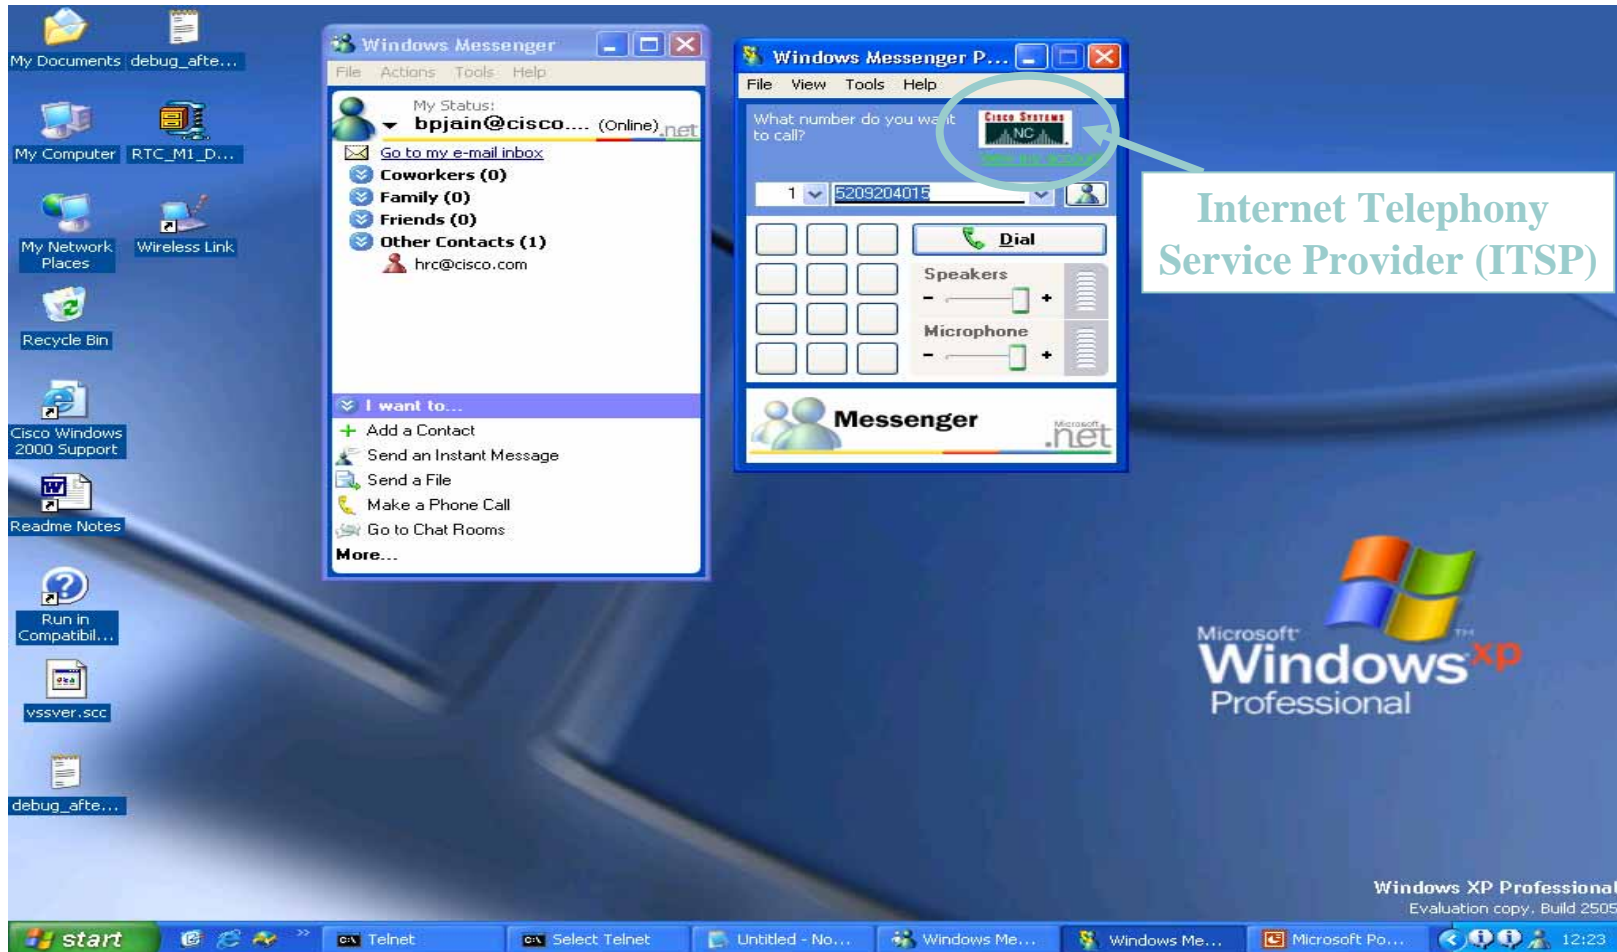 My Documents
debug_afte...
My Computer
RTC_M1_D...
My Network
Places
Wireless Link
Recycle Bin
Cisco Windows
2000 Support
Readme Notes
Run in
Compatibil...
vssver.scc
debug_afte...
Windows Messenger
File Actions Tools Help
My Status:
bpjain@cisco.... (Online)
.net
Go to my e-mail inbox
Coworkers (0)
Family (0)
Friends (0)
Other Contacts (1)
hrc@cisco.com
I want to...
Add a Contact
Send an Instant Message
Send a File
Make a Phone Call
Go to Chat Rooms
More...
Windows Messenger P...
File View Tools Help
What number do you want
to call?
CISCO SYSTEMS
NC
1 5209204015
Dial
Speakers
- +
Microphone
- +
Messenger
Microsoft
.net
Internet Telephony
Service Provider (ITSP)
Microsoft
Windows xp
TM
Professional
Windows XP Professional
Evaluation copy. Build 2505
start
Telnet
Select Telnet
Untitled - No...
Windows Me...
Windows Me...
Microsoft Po...
12:23